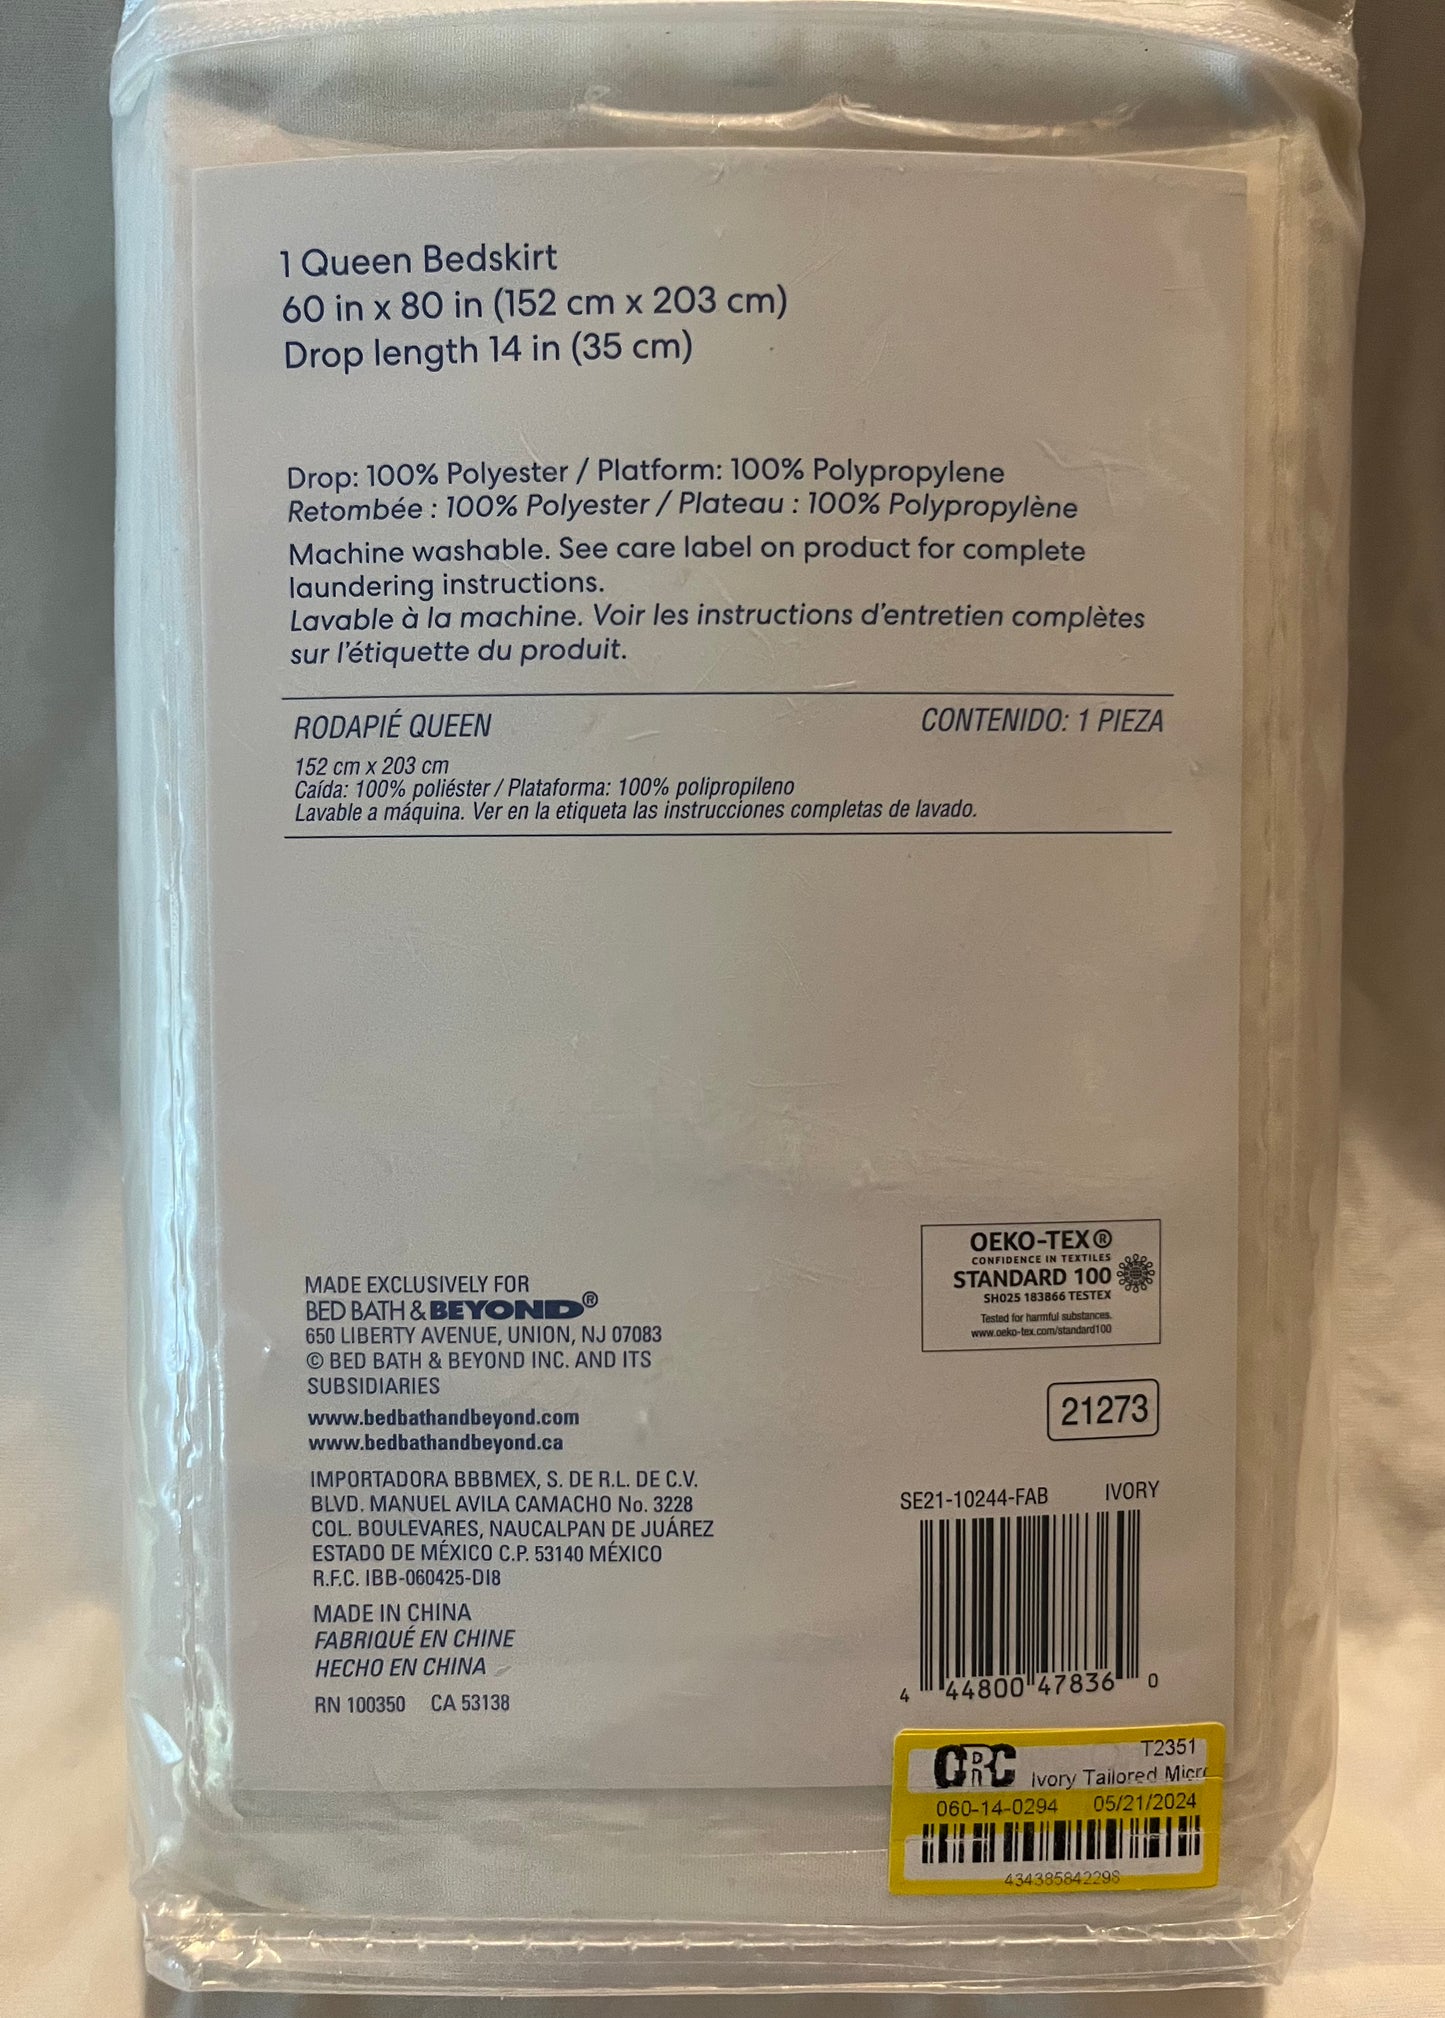 1 Queen Bedskirt
60 in x 80 in (152 cm x 203 cm)
Drop length 14 in (35 cm)
Drop: 100% Polyester / Platform: 100% Polypropylene
Retombée : 100% Polyester / Plateau : 100% Polypropylène
Machine washable. See care label on product for complete
laundering instructions.
Lavable à la machine. Voir les instructions d’entretien complètes
sur l’étiquette du produit.
RODAPIÉ QUEEN CONTENIDO: 1 PIEZA
152 cm x 203 cm
Caída: 100% poliéster / Plataforma: 100% polipropileno
Lavable a máquina. Ver en la etiqueta las instrucciones completas de lavado.
MADE EXCLUSIVELY FOR
BED BATH & BEYOND®
650 LIBERTY AVENUE, UNION, NJ 07083
© BED BATH & BEYOND INC. AND ITS
SUBSIDIARIES
www.bedbathandbeyond.com
www.bedbathandbeyond.ca
IMPORTADORA BBBMEX, S. DE R.L. DE C.V.
BLVD. MANUEL AVILA CAMACHO No. 3228
COL. BOULEVARES, NAUCALPAN DE JUÁREZ
ESTADO DE MÉXICO C.P. 53140 MÉXICO
R.F.C. IBB-060425-DI8
MADE IN CHINA
FABRIQUÉ EN CHINE
HECHO EN CHINA
RN 100350 CA 53138
OEKO-TEX®
CONFIDENCE IN TEXTILES
STANDARD 100
SH025 183866 TESTEX
Tested for harmful substances.
www.oeko-tex.com/standard100
21273
SE21-10244-FAB IVORY
4 44800 47836 0
T2351
Ivory Tailored Micr
060-14-0294 05/21/2024
434385842298